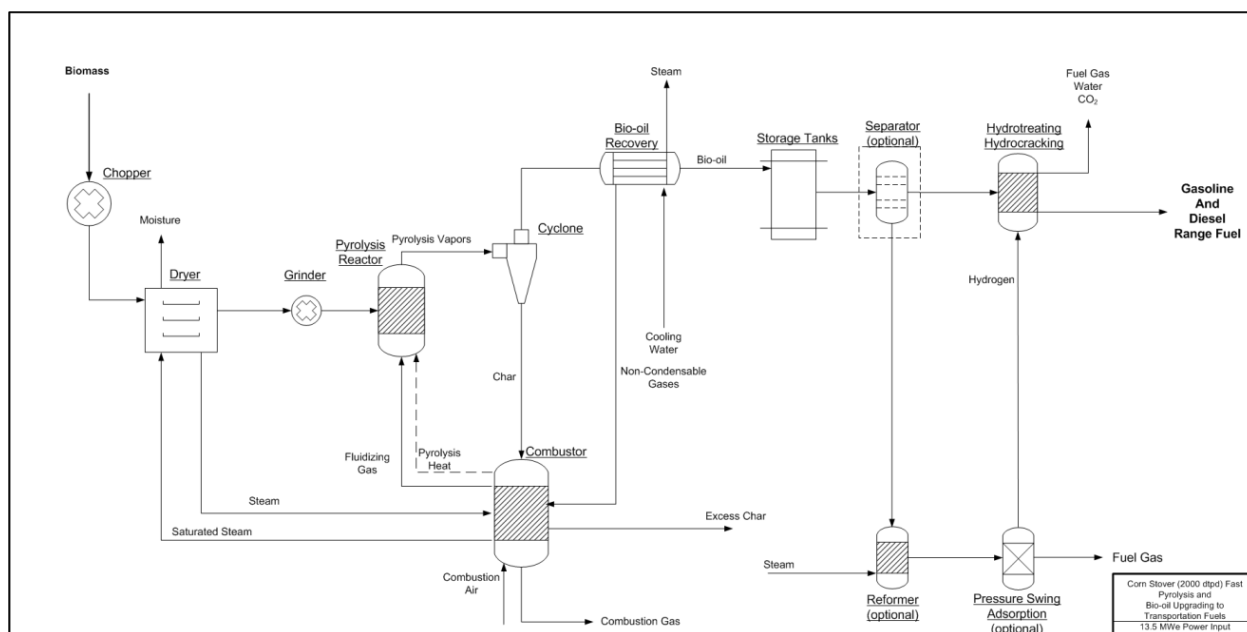 Biomass
Chopper
Moisture
Dryer
Grinder
Pyrolysis
Reactor
Pyrolysis Vapors
Cyclone
Steam
Bio-oil
Recovery
Bio-oil
Storage Tanks
Separator
(optional)
Hydrotreating
Hydrocracking
Fuel Gas
Water
CO₂
Gasoline
And
Diesel
Range Fuel
Hydrogen
Cooling
Water
Non-Condensable
Gases
Char
Combustor
Fluidizing
Gas
Pyrolysis
Heat
Steam
Saturated Steam
Excess Char
Combustion
Air
Combustion Gas
Steam
Reformer
(optional)
Pressure Swing
Adsorption
(optional)
Fuel Gas
Corn Stover (2000 dtpd) Fast
Pyrolysis and
Bio-oil Upgrading to
Transportation Fuels
13.5 MWe Power Input